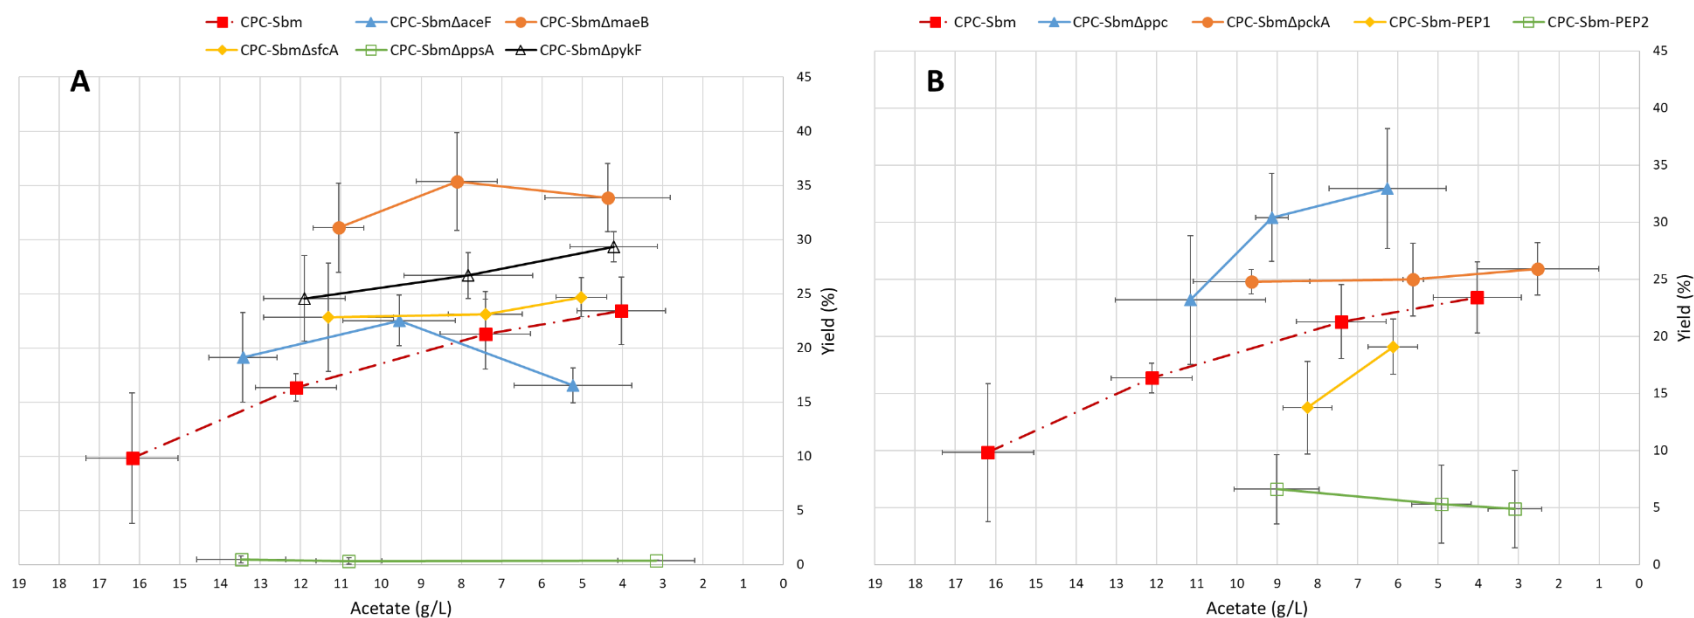 CPC-Sbm CPC-SbmΔaceF CPC-SbmΔmaeB
CPC-SbmΔsfcA CPC-SbmΔppsA CPC-SbmΔpykF
A
45
40
35
30
25
20
15
10
5
0
Yield (%)
19 18 17 16 15 14 13 12 11 10 9 8 7 6 5 4 3 2 1 0
Acetate (g/L)
CPC-Sbm CPC-SbmΔppc CPC-SbmΔpckA CPC-Sbm-PEP1 CPC-Sbm-PEP2
B
45
40
35
30
25
20
15
10
5
0
Yield (%)
19 18 17 16 15 14 13 12 11 10 9 8 7 6 5 4 3 2 1 0
Acetate (g/L)